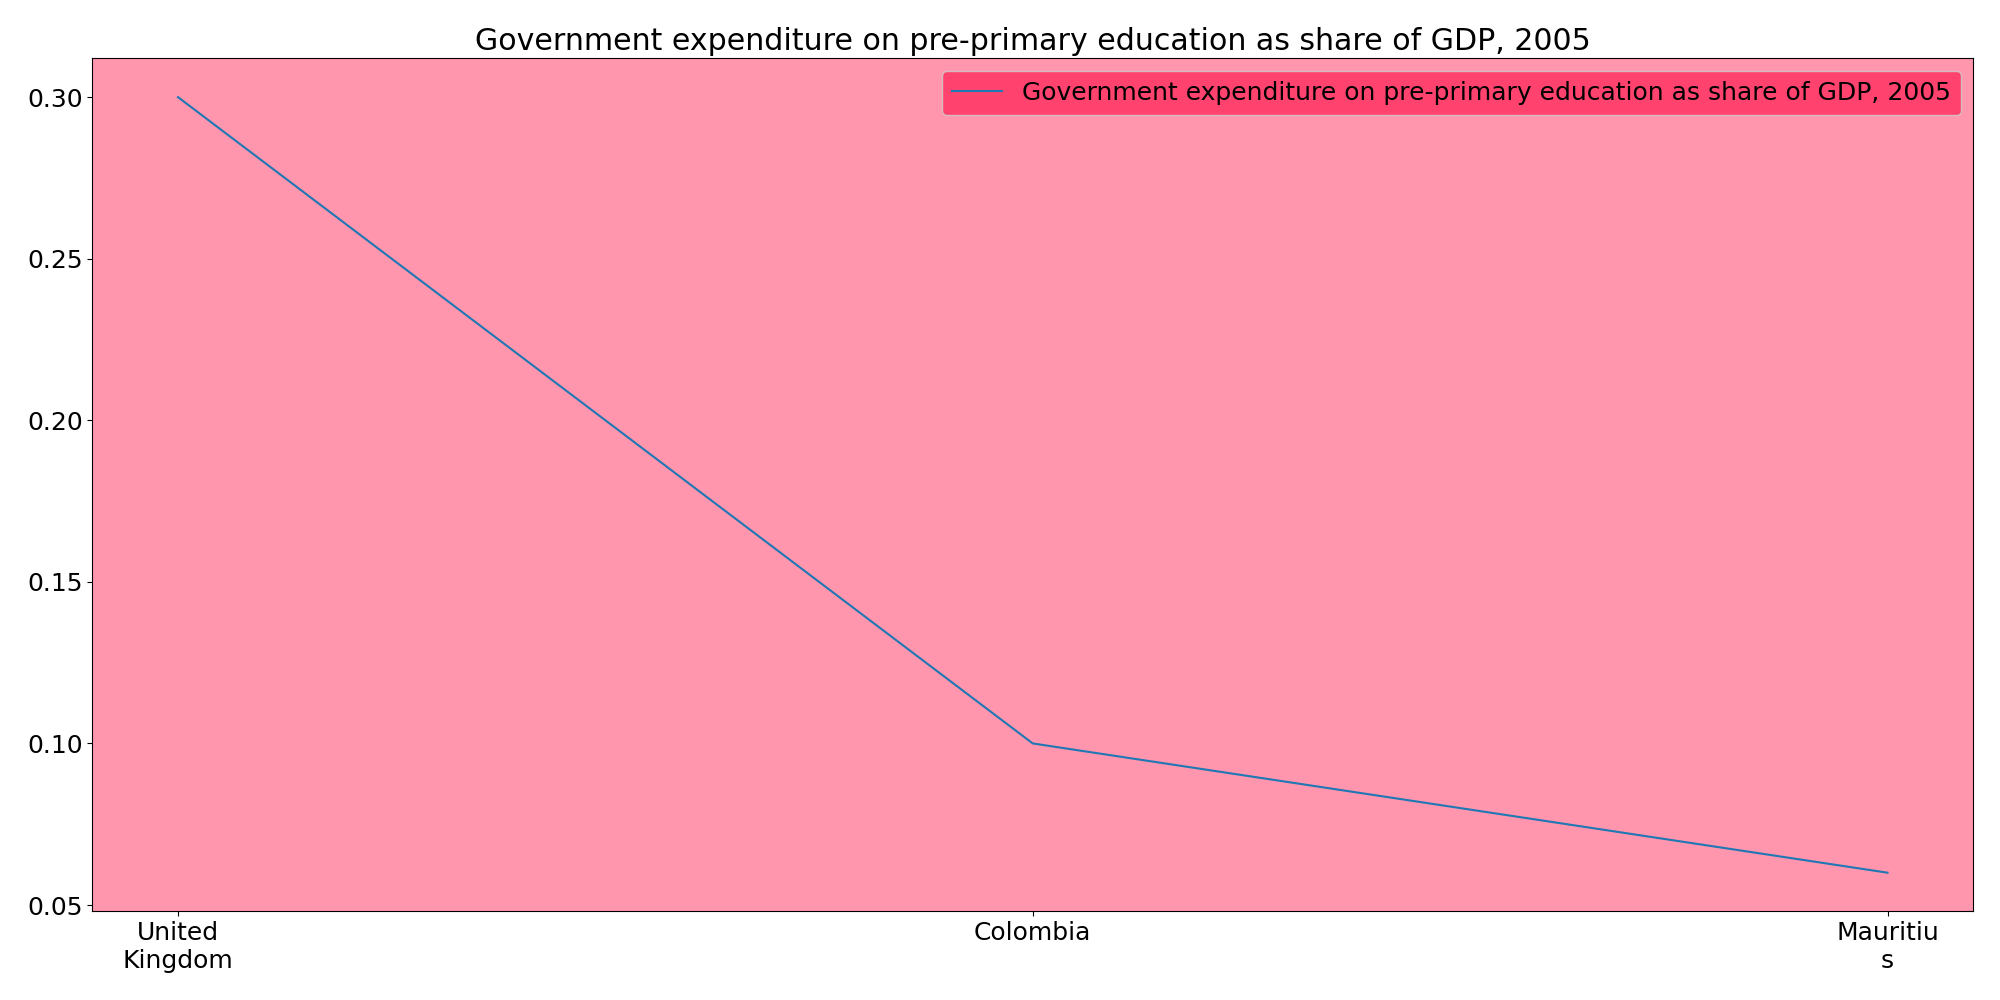 Government expenditure on pre-primary education as share of GDP, 2005
Government expenditure on pre-primary education as share of GDP, 2005
0.30
0.25
0.20
0.15
0.10
0.05
United
Kingdom
Colombia
Mauritiu
s